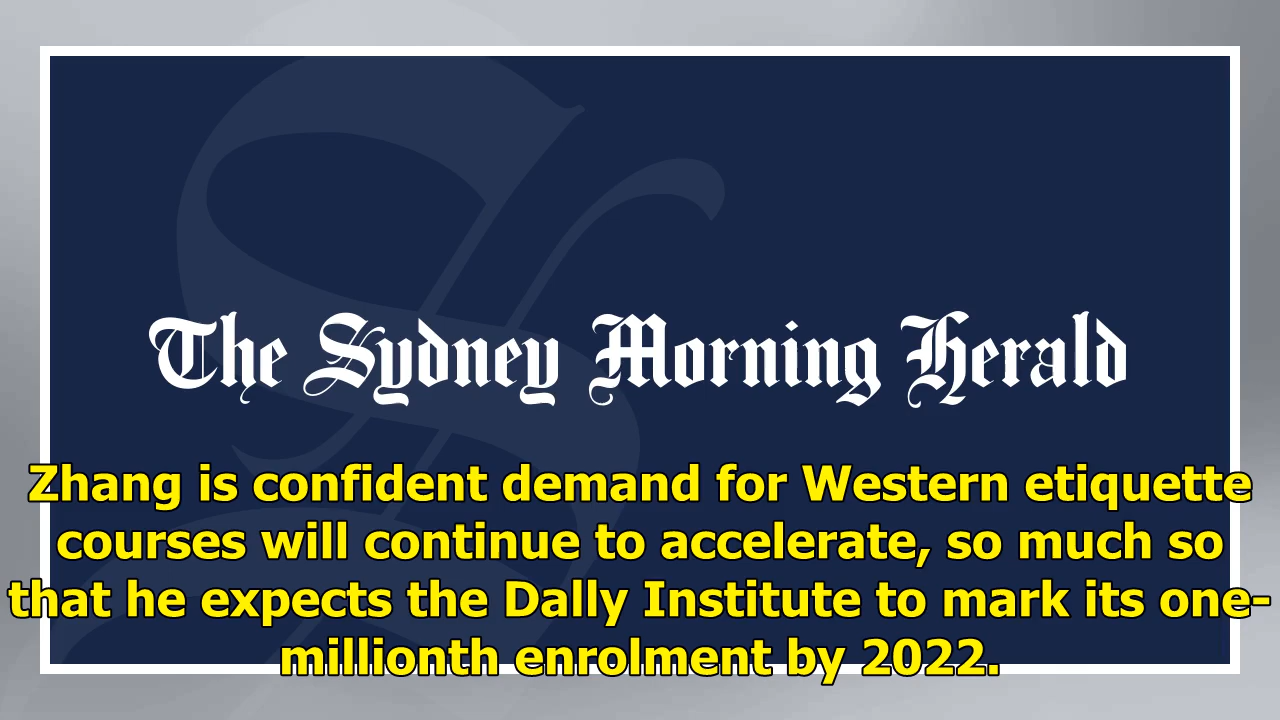 The Sydney Morning Herald
Zhang is confident demand for Western etiquette
courses will continue to accelerate, so much so
that he expects the Dally Institute to mark its one-
millionth enrolment by 2022.